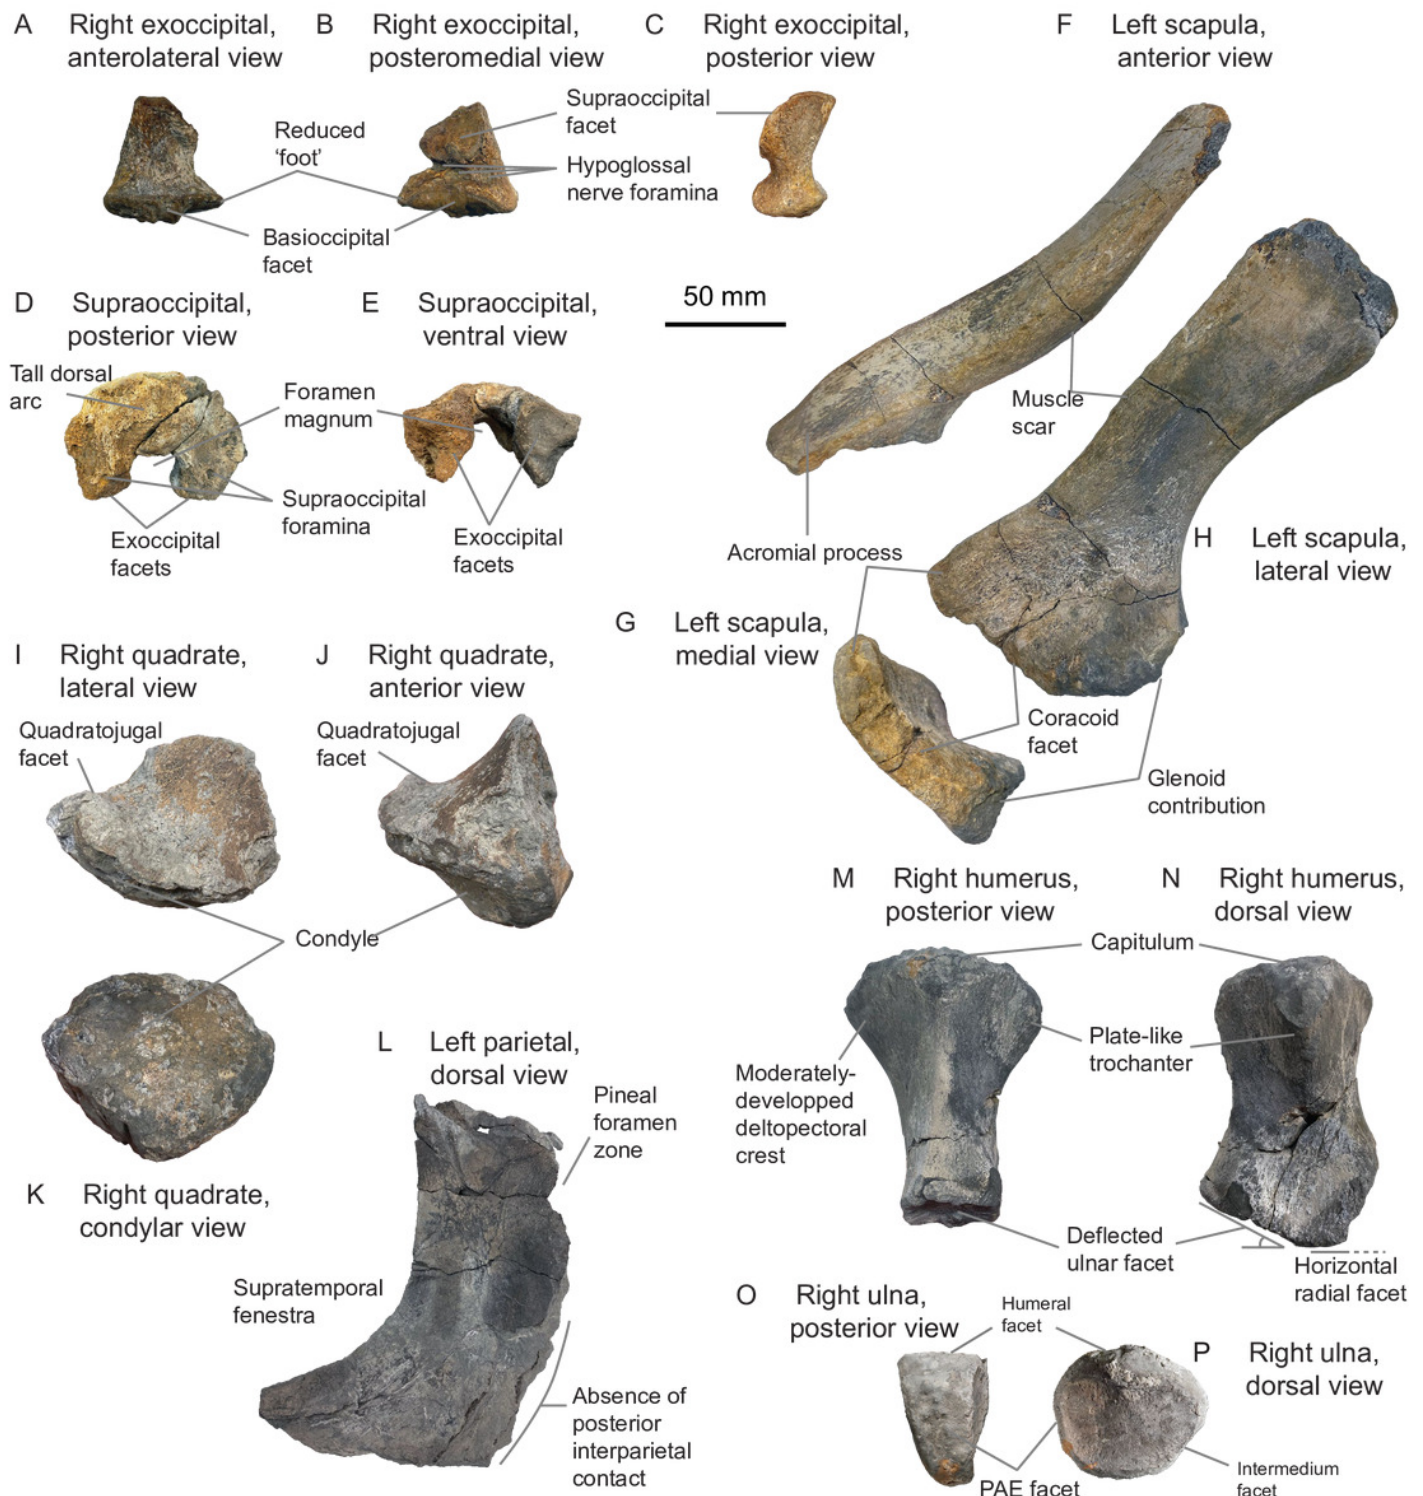 A Right exoccipital,
anterolateral view
B Right exoccipital,
posteromedial view
C Right exoccipital,
posterior view
F Left scapula,
anterior view
Supraoccipital
facet
Reduced
'foot'
Hypoglossal
nerve foramina
Basioccipital
facet
50 mm
D Supraoccipital,
posterior view
E Supraoccipital,
ventral view
Tall dorsal
arc
Foramen
magnum
Muscle
scar
Supraoccipital
foramina
Exoccipital
facets
Exoccipital
facets
Acromial process
H Left scapula,
lateral view
G Left scapula,
medial view
I Right quadrate,
lateral view
J Right quadrate,
anterior view
Quadratojugal
facet
Quadratojugal
facet
Coracoid
facet
Glenoid
contribution
M Right humerus,
posterior view
N Right humerus,
dorsal view
Condyle
Capitulum
L Left parietal,
dorsal view
Plate-like
trochanter
Moderately-
developped
deltopectoral
crest
Pineal
foramen
zone
K Right quadrate,
condylar view
Deflected
ulnar facet
Horizontal
radial facet
Supratemporal
fenestra
O Right ulna,
posterior view
Humeral
facet
P Right ulna,
dorsal view
Absence of
posterior
interparietal
contact
PAE facet
Intermedium
facet